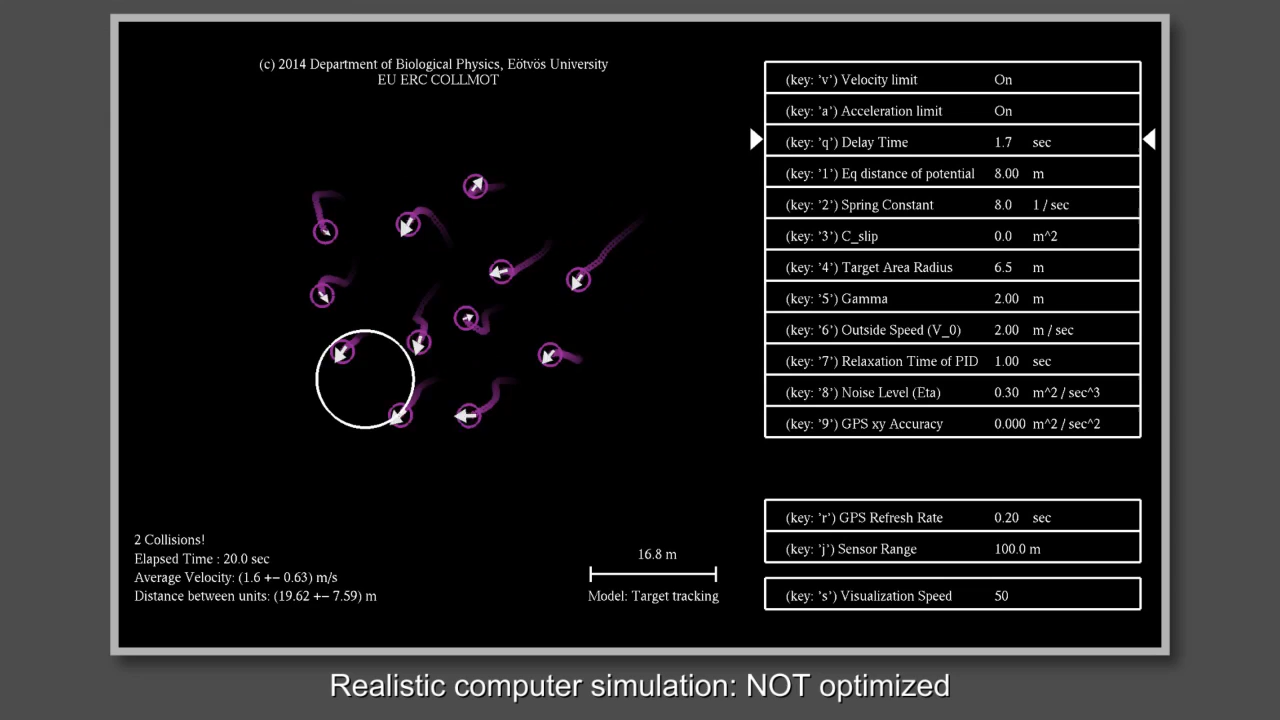 (c) 2014 Department of Biological Physics, Eötvös University
EU ERC COLLMOT
(key: 'v') Velocity limit On
(key: 'a') Acceleration limit On
(key: 'q') Delay Time 1.7 sec
(key: '1') Eq distance of potential 8.00 m
(key: '2') Spring Constant 8.0 1 / sec
(key: '3') C_slip 0.0 m^2
(key: '4') Target Area Radius 6.5 m
(key: '5') Gamma 2.00 m
(key: '6') Outside Speed (V_0) 2.00 m / sec
(key: '7') Relaxation Time of PID 1.00 sec
(key: '8') Noise Level (Eta) 0.30 m^2 / sec^3
(key: '9') GPS xy Accuracy 0.000 m^2 / sec^2
(key: 'r') GPS Refresh Rate 0.20 sec
(key: 'j') Sensor Range 100.0 m
(key: 's') Visualization Speed 50
2 Collisions!
Elapsed Time : 20.0 sec
Average Velocity: (1.6 +− 0.63) m/s
Distance between units: (19.62 +− 7.59) m
16.8 m
Model: Target tracking
Realistic computer simulation: NOT optimized